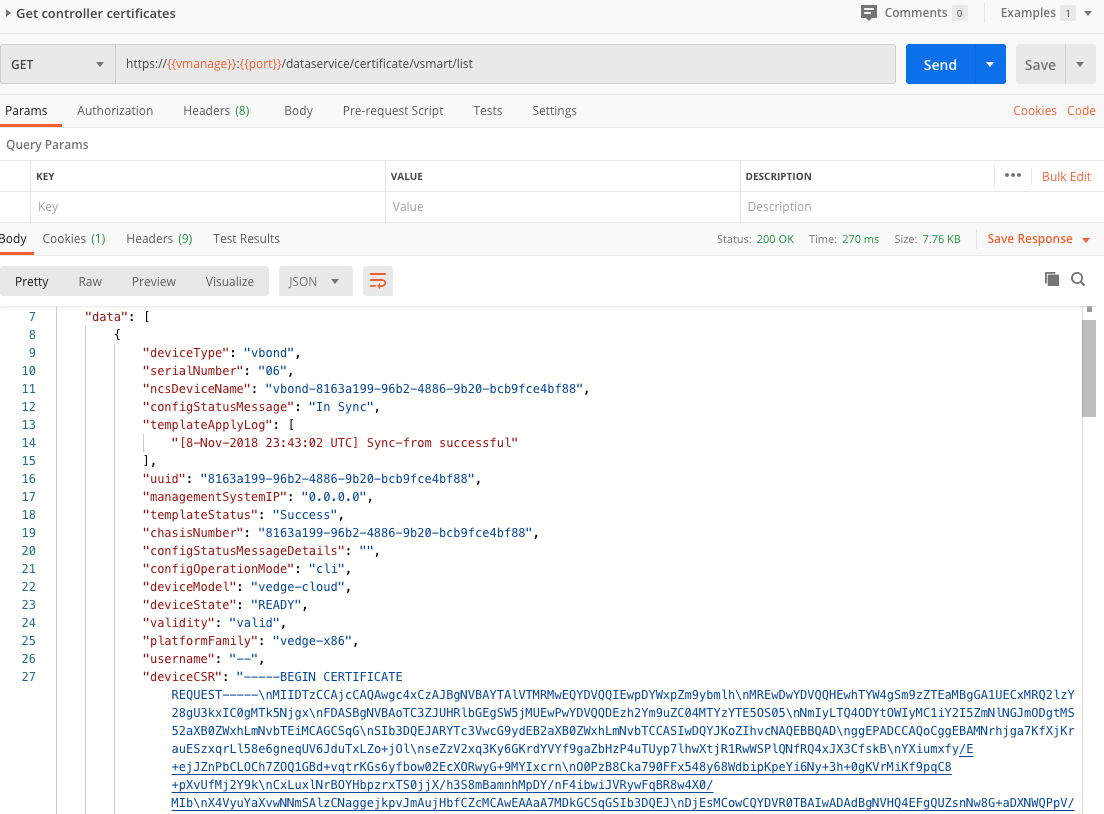 Get controller certificates
Comments 0
Examples 1
GET
https://{{vmanage}}:{{port}}/dataservice/certificate/vsmart/list
Send
Save
Params Authorization Headers (8) Body Pre-request Script Tests Settings Cookies Code
Query Params
KEY VALUE DESCRIPTION ••• Bulk Edit
Key Value Description
Body Cookies (1) Headers (9) Test Results Status: 200 OK Time: 270 ms Size: 7.76 KB Save Response
Pretty Raw Preview Visualize JSON
7 "data": [
8 {
9 "deviceType": "vbond",
10 "serialNumber": "06",
11 "ncsDeviceName": "vbond-8163a199-96b2-4886-9b20-bcb9fce4bf88",
12 "configStatusMessage": "In Sync",
13 "templateApplyLog": [
14 "[8-Nov-2018 23:43:02 UTC] Sync-from successful"
15 ],
16 "uuid": "8163a199-96b2-4886-9b20-bcb9fce4bf88",
17 "managementSystemIP": "0.0.0.0",
18 "templateStatus": "Success",
19 "chasisNumber": "8163a199-96b2-4886-9b20-bcb9fce4bf88",
20 "configStatusMessageDetails": "",
21 "configOperationMode": "cli",
22 "deviceModel": "vedge-cloud",
23 "deviceState": "READY",
24 "validity": "valid",
25 "platformFamily": "vedge-x86",
26 "username": "--",
27 "deviceCSR": "-----BEGIN CERTIFICATE
REQUEST-----\nMIIDTzCCAjcCAQAwgc4xCzAJBgNVBAYTAlVTMRMwEQYDVQQIEwpDYWxpZm9ybmlh\nMREwDwYDVQQHEwhTYW4gSm9zZTEaMBgGA1UECxMRQ2lzY
28gU3kxIC0gMTk5Njgx\nFDASBgNVBAoTC3ZJUHRlbGEgSW5jMUEwPwYDVQQDEzh2Ym9uZC04MTYzYTE5OS05\nNmIyLTQ4ODYtOWIyMC1iY2I5ZmNlNGJmODgtMS
52aXB0ZWxhLmNvbTEiMCAGCSqG\nSIb3DQEJARYTc3VwcG9ydEB2aXB0ZWxhLmNvbTCCASIwDQYJKoZIhvcNAQEBBQAD\nggEPADCCAQoCggEBAMNrhjga7KfXjKr
auESzxqrLl58e6gneqUV6JduTxLZo+jOl\nseZzV2xq3Ky6GKrdYVYf9gaZbHzP4uTUyp7lhwXtjR1RwWSPlQNfRQ4xJX3CfskB\nYXiumxfy/E
+ejJZnPbCLOCh7ZOQ1GBd+vqtrKGs6yfbow02EcXORwyG+9MYIxcrn\nO0PzB8Cka790FFx548y68WdbipKpeYi6Ny+3h+0gKVrMiKf9pqC8
+pXvUfMj2Y9k\nCxLuxlNrBOYHbpzrxTS0jjX/h3S8mBamnhMpDY/nF4ibwiJVRywFqBR8w4X0/
MIb\nX4VyuYaXvwNNmSAlzCNaggejkpvJmAujHbfCZcMCAwEAAaA7MDkGCSqGSIb3DQEJ\nDjEsMCowCQYDVR0TBAIwADAdBgNVHQ4EFgQUZsnNw8G+aDXNWQPpV/